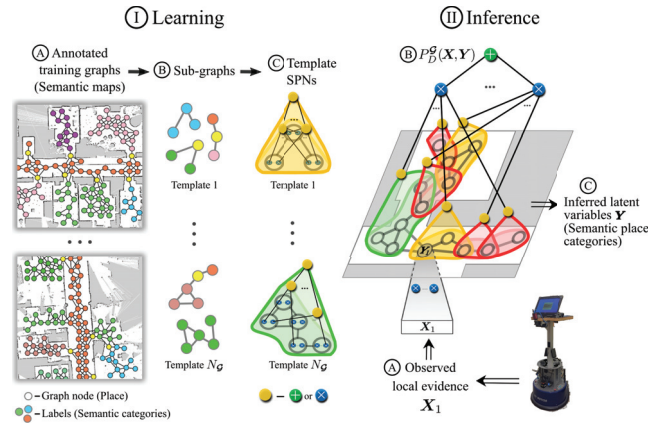 I Learning
A Annotated
training graphs
(Semantic maps)
B Sub-graphs
C Template
SPNs
Template 1
Template 1
...
Template N𝒢
Template N𝒢
– Graph node (Place)
– Labels (Semantic categories)
– + or ×
II Inference
B P_D^𝒢(X,Y)
+
×
...
×
...
...
C
Inferred latent
variables Y
(Semantic place
categories)
Y₁
× ×
X₁
A Observed
local evidence
X₁